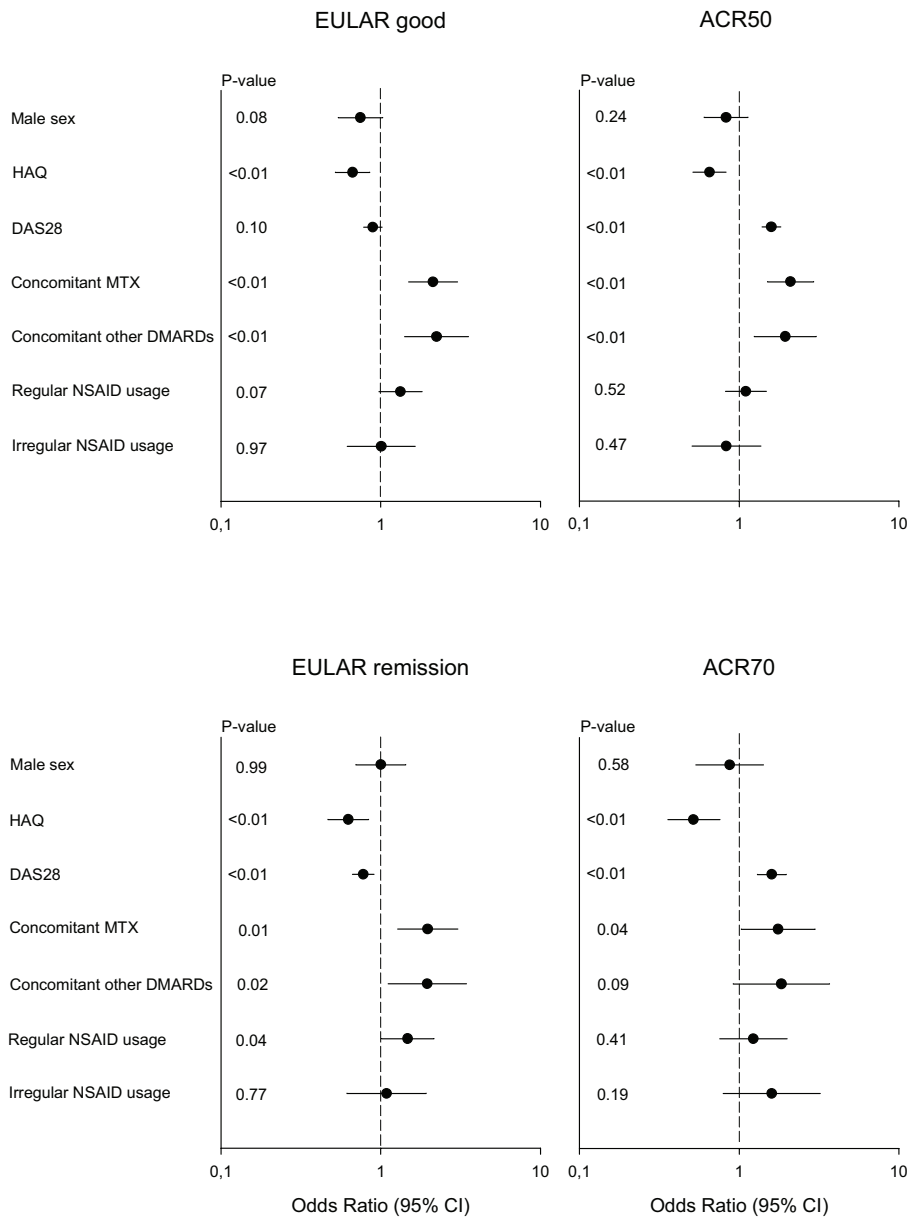 EULAR good ACR50
P-value P-value
Male sex 0.08 0.24
HAQ <0.01 <0.01
DAS28 0.10 <0.01
Concomitant MTX <0.01 <0.01
Concomitant other DMARDs <0.01 <0.01
Regular NSAID usage 0.07 0.52
Irregular NSAID usage 0.97 0.47
0,1 1 10 0,1 1 10
EULAR remission ACR70
P-value P-value
Male sex 0.99 0.58
HAQ <0.01 <0.01
DAS28 <0.01 <0.01
Concomitant MTX 0.01 0.04
Concomitant other DMARDs 0.02 0.09
Regular NSAID usage 0.04 0.41
Irregular NSAID usage 0.77 0.19
0,1 1 10 0,1 1 10
Odds Ratio (95% CI) Odds Ratio (95% CI)